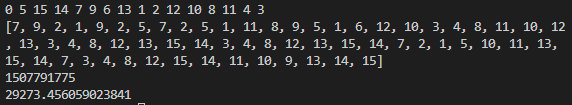 0 5 15 14 7 9 6 13 1 2 12 10 8 11 4 3
[7, 9, 2, 1, 9, 2, 5, 7, 2, 5, 1, 11, 8, 9, 5, 1, 6, 12, 10, 3, 4, 8, 11, 10, 12
, 13, 3, 4, 8, 12, 13, 15, 14, 3, 4, 8, 12, 13, 15, 14, 7, 2, 1, 5, 10, 11, 13,
15, 14, 7, 3, 4, 8, 12, 15, 14, 11, 10, 9, 13, 14, 15]
1507791775
29273.456059023841